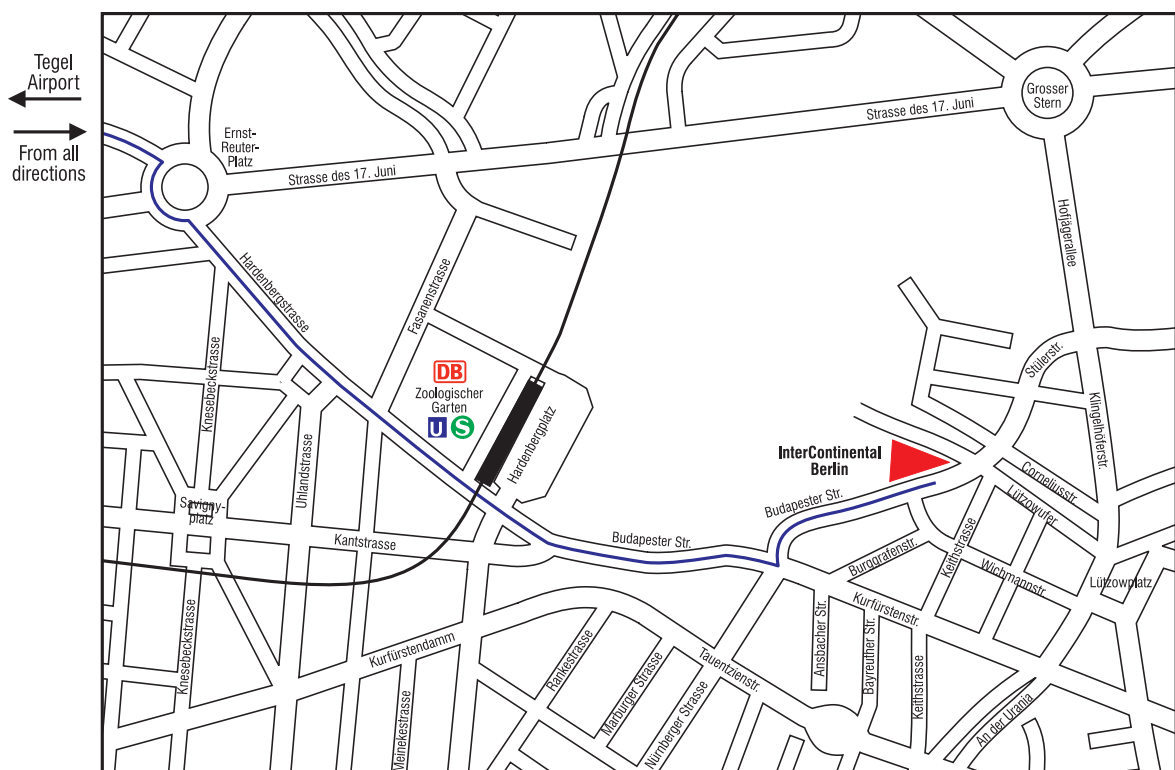 Tegel
Airport
From all
directions
Ernst-
Reuter-
Platz
Strasse des 17. Juni
Strasse des 17. Juni
Grosser
Stern
Hofjägerallee
Hardenbergstrasse
Fasanenstrasse
Knesebeckstrasse
DB
Zoologischer
Garten
U S
Hardenbergplatz
Stülerstr.
Klingelhöferstr.
InterContinental
Berlin
Corneliusstr.
Lützowufer
Uhlandstrasse
Savigny-
platz
Kantstrasse
Budapester Str.
Budapester Str.
Burggrafenstr.
Keithstrasse
Wichmannstr.
Lützowplatz
Kurfürstenstr.
Knesebeckstrasse
Kurfürstendamm
Meinekestrasse
Rankestrasse
Marburger Strasse
Nürnberger Strasse
Tauentzienstr.
Ansbacher Str.
Bayreuther Str.
Keithstrasse
An der Urania